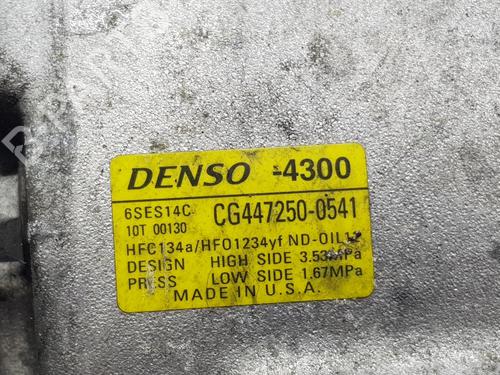 DENSO -4300
6SES14C CG447250-0541
10T 00130
HFC134a/HFO1234yf ND-OIL12
DESIGN HIGH SIDE 3.53MPa
PRESS LOW SIDE 1.67MPa
MADE IN U.S.A.